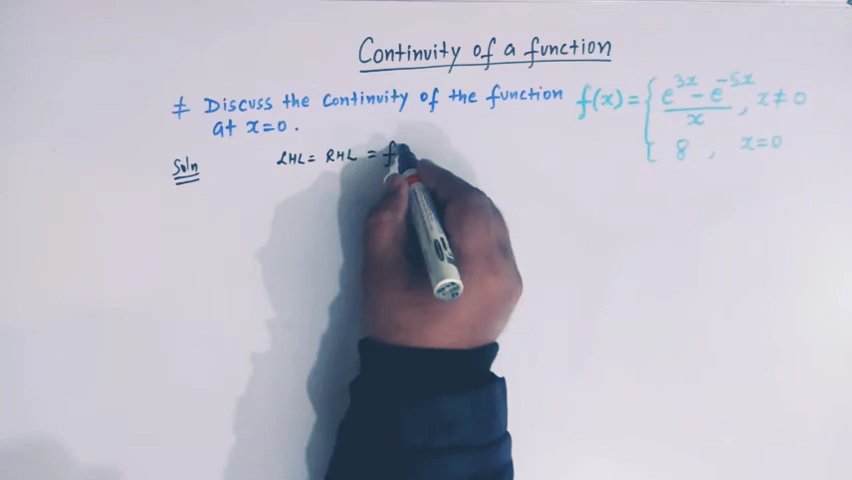 Continuity of a function
# Discuss the continuity of the function f(x) = { (e^3x - e^-5x)/x , x ≠ 0
at x=0. 8 , x=0
Soln LHL = RHL = f